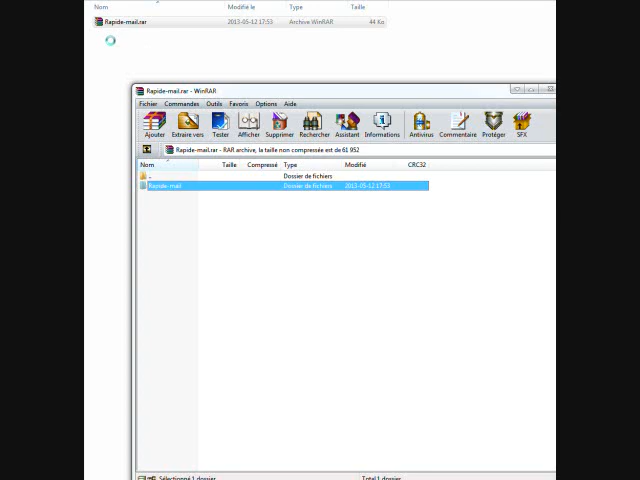 Nom Modifié le Type Taille
Rapide-mail.rar 2013-05-12 17:53 Archive WinRAR 44 Ko
Rapide-mail.rar - WinRAR
Fichier Commandes Outils Favoris Options Aide
Ajouter Extraire vers Tester Afficher Supprimer Rechercher Assistant Informations Antivirus Commentaire Protéger SFX
Rapide-mail.rar - RAR archive, la taille non compressée est de 61 952
Nom Taille Compressé Type Modifié CRC32
.. Dossier de fichiers
Rapide-mail Dossier de fichiers 2013-05-12 17:53
Sélectionné 1 dossier Total 1 dossier